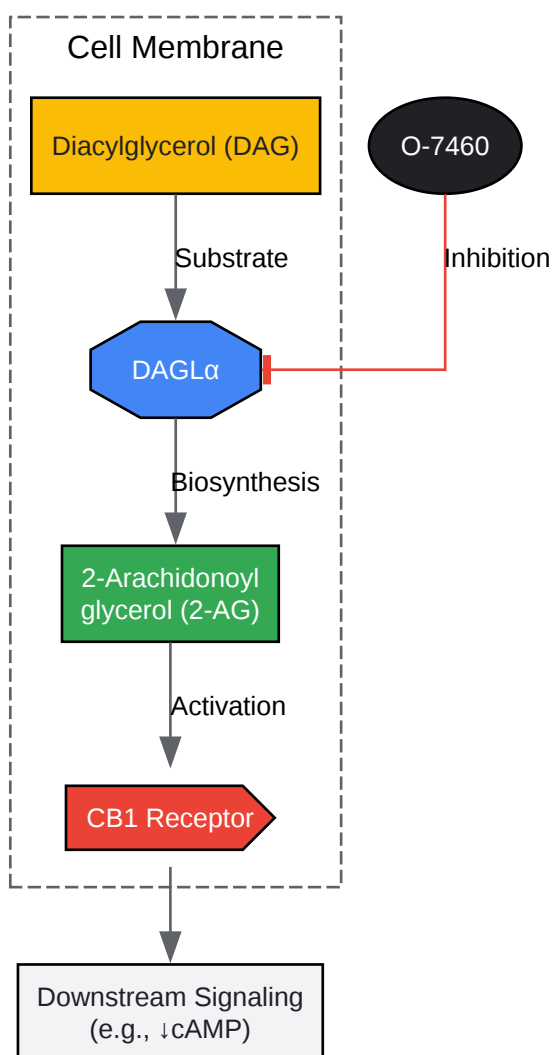 Cell Membrane
Diacylglycerol (DAG)
O-7460
Substrate
Inhibition
DAGLα
Biosynthesis
2-Arachidonoyl
glycerol (2-AG)
Activation
CB1 Receptor
Downstream Signaling
(e.g., ↓cAMP)